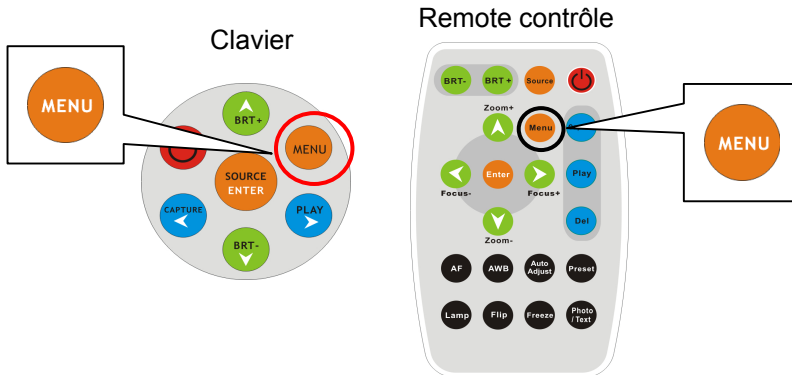 Remote contrôle
Clavier
MENU
BRT+
MENU
SOURCE
ENTER
CAPTURE
PLAY
BRT-
BRT-
BRT+
Source
Zoom+
Menu
MENU
Enter
Play
Focus-
Focus+
Del
Zoom-
AF
AWB
Auto
Adjust
Preset
Lamp
Flip
Freeze
Photo
/ Text